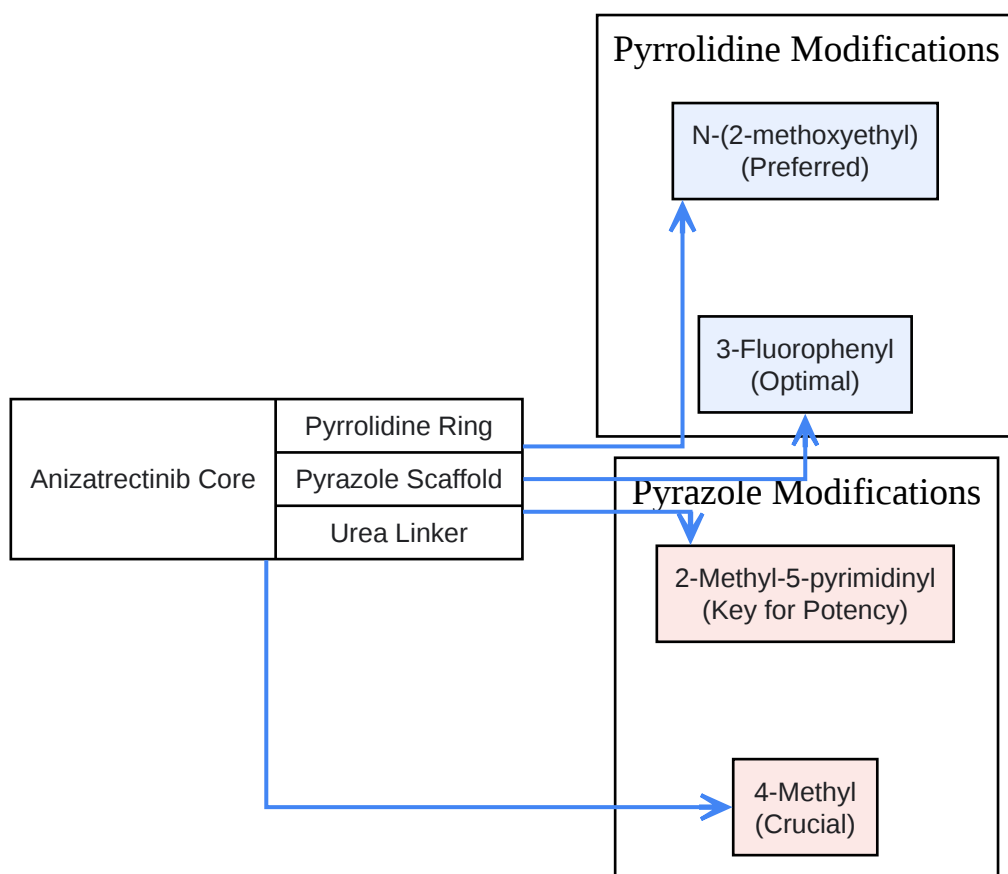 Pyrrolidine Modifications
N-(2-methoxyethyl)
(Preferred)
3-Fluorophenyl
(Optimal)
Anizatrectinib Core
Pyrrolidine Ring
Pyrazole Scaffold
Urea Linker
Pyrazole Modifications
2-Methyl-5-pyrimidinyl
(Key for Potency)
4-Methyl
(Crucial)